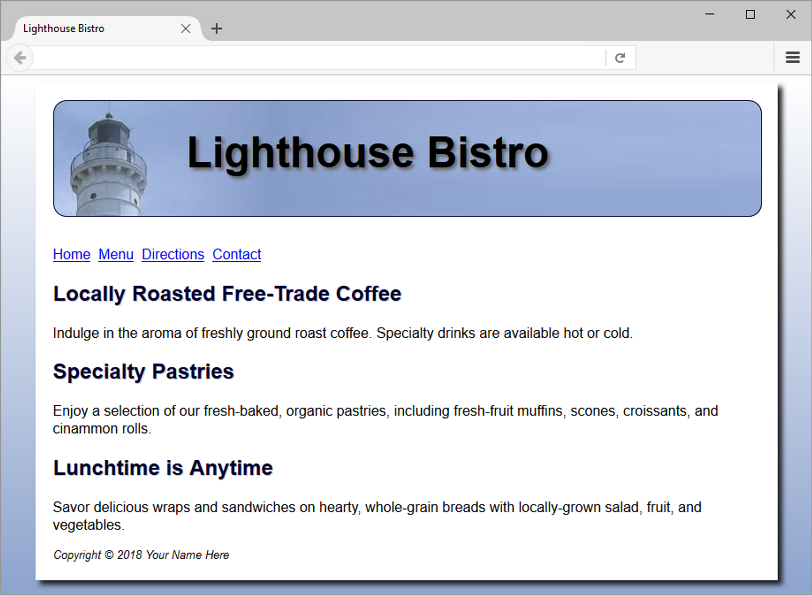 Lighthouse Bistro
Lighthouse Bistro
Home Menu Directions Contact
Locally Roasted Free-Trade Coffee
Indulge in the aroma of freshly ground roast coffee. Specialty drinks are available hot or cold.
Specialty Pastries
Enjoy a selection of our fresh-baked, organic pastries, including fresh-fruit muffins, scones, croissants, and
cinammon rolls.
Lunchtime is Anytime
Savor delicious wraps and sandwiches on hearty, whole-grain breads with locally-grown salad, fruit, and
vegetables.
Copyright © 2018 Your Name Here